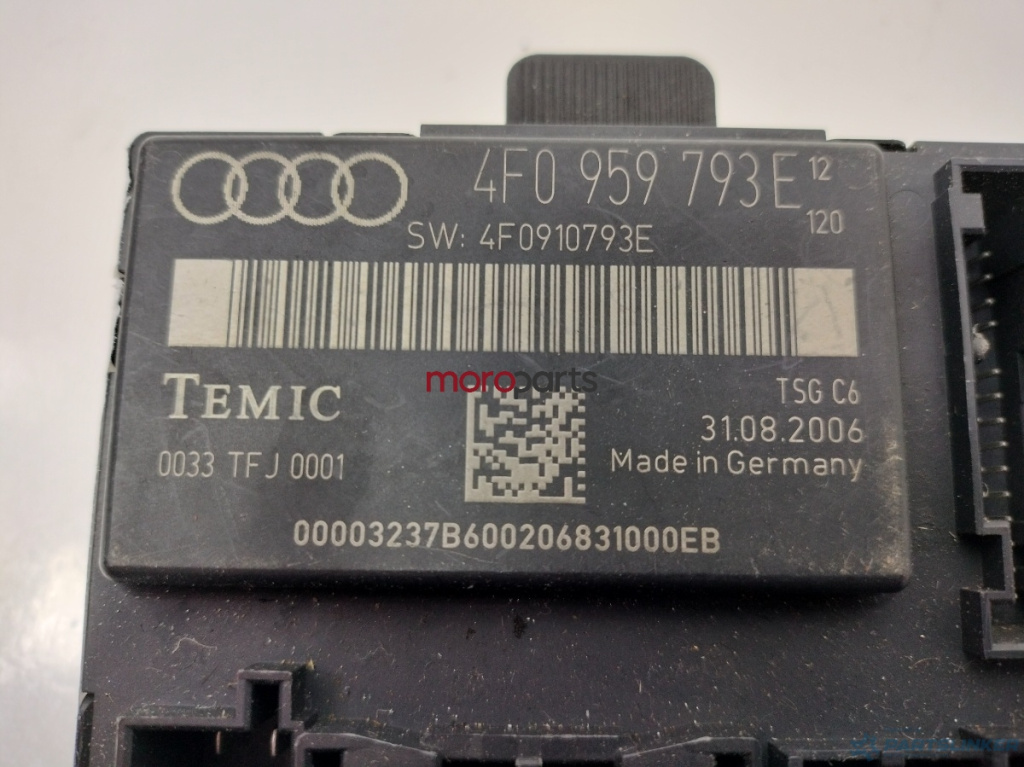 4F0 959 793E 12
120
SW: 4F0910793E
moroparts
TEMIC
TSG C6
31.08.2006
0033 TFJ 0001
Made in Germany
00003237B600206831000EB